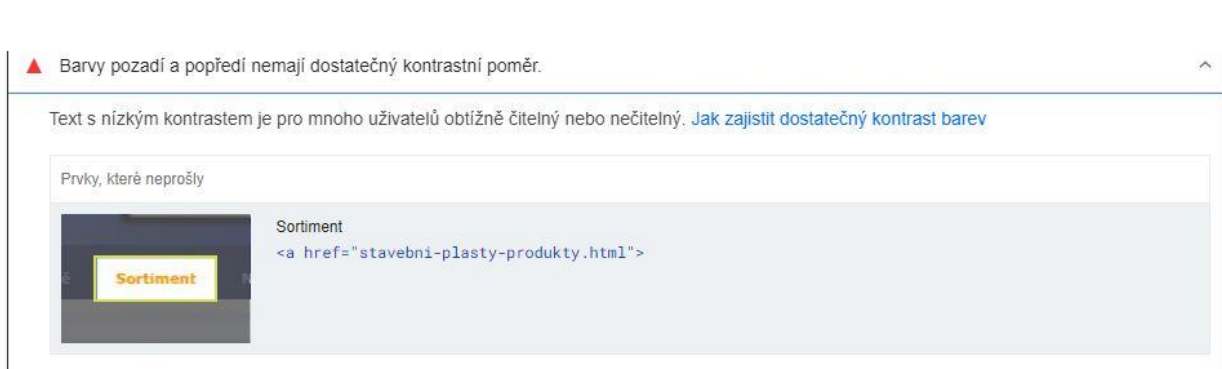 Barvy pozadí a popředí nemají dostatečný kontrastní poměr.
Text s nízkým kontrastem je pro mnoho uživatelů obtížně čitelný nebo nečitelný. Jak zajistit dostatečný kontrast barev
Prvky, které neprošly
Sortiment
<a href="stavebni-plasty-produkty.html">
Sortiment